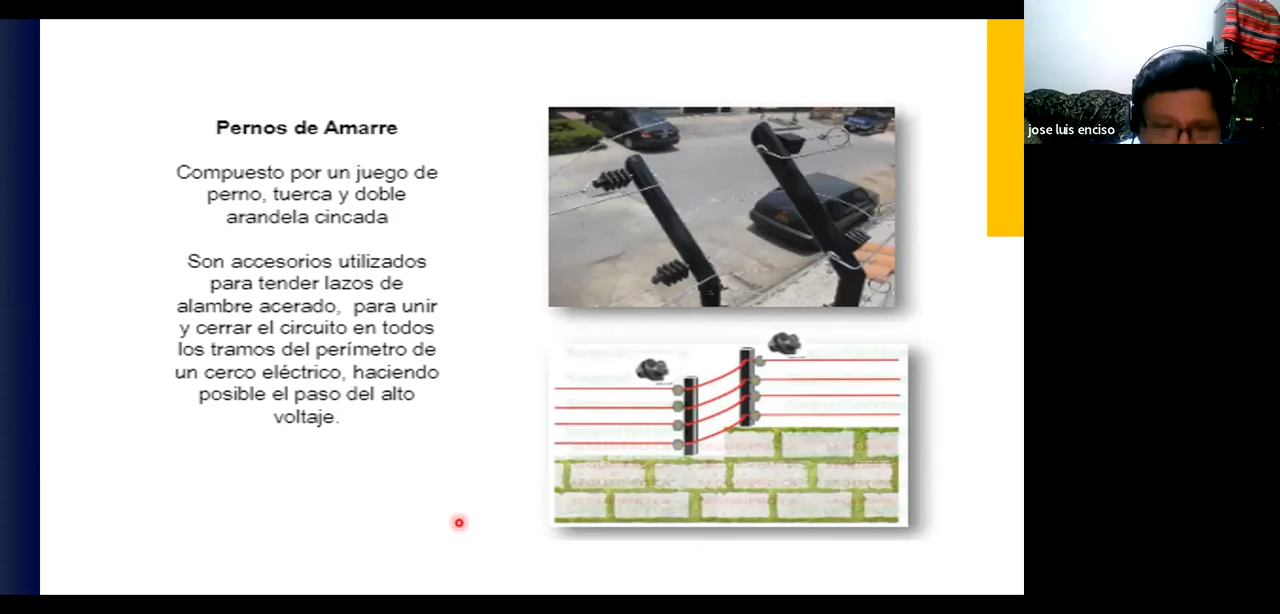 Pernos de Amarre
Compuesto por un juego de
perno, tuerca y doble
arandela cincada
Son accesorios utilizados
para tender lazos de
alambre acerado, para unir
y cerrar el circuito en todos
los tramos del perímetro de
un cerco eléctrico, haciendo
posible el paso del alto
voltaje.
jose luis enciso